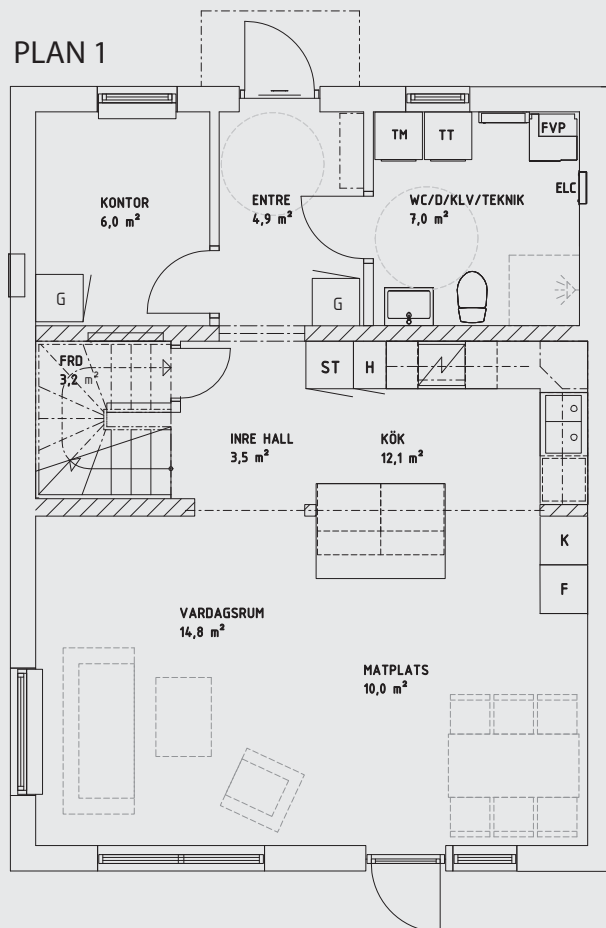 PLAN 1
TM
TT
FVP
KONTOR
6,0 m²
ENTRE
4,9 m²
WC/D/KLV/TEKNIK
7,0 m²
ELC
G
G
FRD
3,2 m²
ST
H
INRE HALL
3,5 m²
KÖK
12,1 m²
K
F
VARDAGSRUM
14,8 m²
MATPLATS
10,0 m²